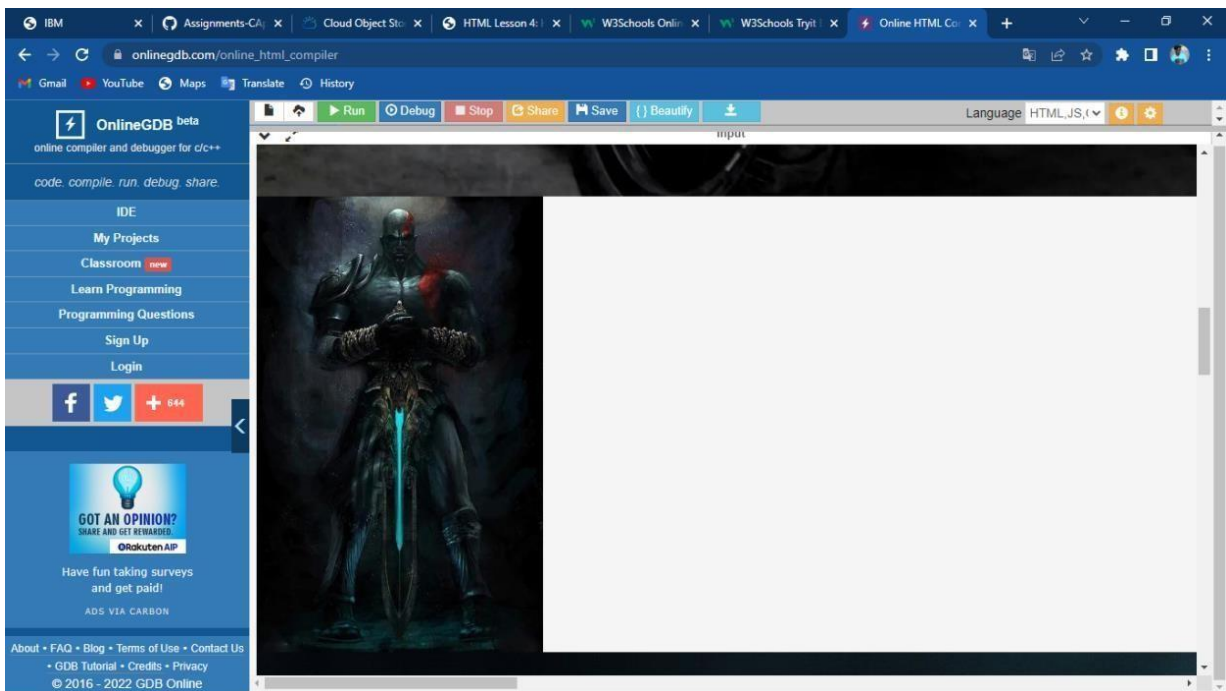 IBM
Assignments-CA
Cloud Object Sto
HTML Lesson 4:
W3Schools Onlin
W3Schools Tryit
Online HTML Co
onlinegdb.com/online_html_compiler
Gmail YouTube Maps Translate History
OnlineGDB beta
online compiler and debugger for c/c++
code. compile. run. debug. share.
IDE
My Projects
Classroom new
Learn Programming
Programming Questions
Sign Up
Login
f + 644
GOT AN OPINION?
SHARE AND GET REWARDED.
Rakuten AIP
Have fun taking surveys
and get paid!
ADS VIA CARBON
About • FAQ • Blog • Terms of Use • Contact Us
• GDB Tutorial • Credits • Privacy
© 2016 - 2022 GDB Online
Run Debug Stop Share Save { } Beautify
Language HTML,JS,(
input